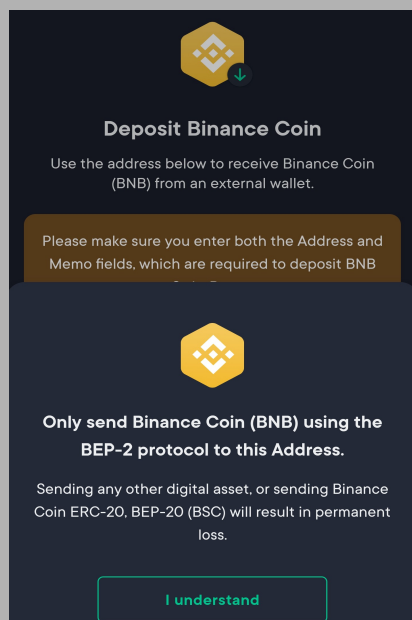 Deposit Binance Coin
Use the address below to receive Binance Coin
(BNB) from an external wallet.
Please make sure you enter both the Address and
Memo fields, which are required to deposit BNB
Only send Binance Coin (BNB) using the
BEP-2 protocol to this Address.
Sending any other digital asset, or sending Binance
Coin ERC-20, BEP-20 (BSC) will result in permanent
loss.
I understand